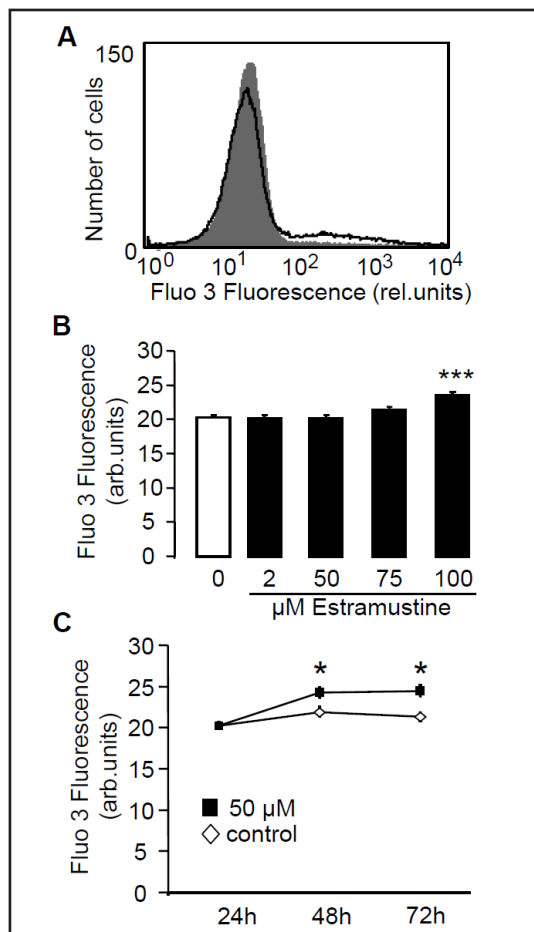 A
150
Number of cells
0
10⁰ 10¹ 10² 10³ 10⁴
Fluo 3 Fluorescence (rel.units)
B
Fluo 3 Fluorescence
(arb.units)
30
25
20
15
10
5
0
***
0 2 50 75 100
µM Estramustine
C
Fluo 3 Fluorescence
(arb.units)
30
25
20
15
10
5
0
* *
50 µM
control
24h 48h 72h